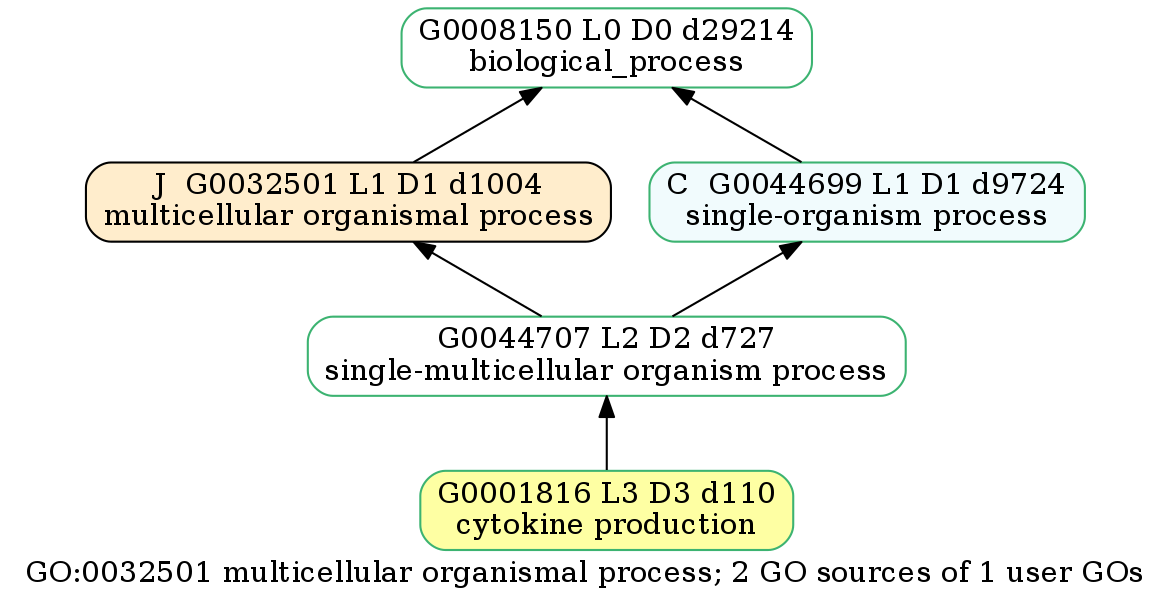 G0008150 L0 D0 d29214
biological_process
J  G0032501 L1 D1 d1004
multicellular organismal process
C  G0044699 L1 D1 d9724
single-organism process
G0044707 L2 D2 d727
single-multicellular organism process
G0001816 L3 D3 d110
cytokine production
GO:0032501 multicellular organismal process; 2 GO sources of 1 user GOs